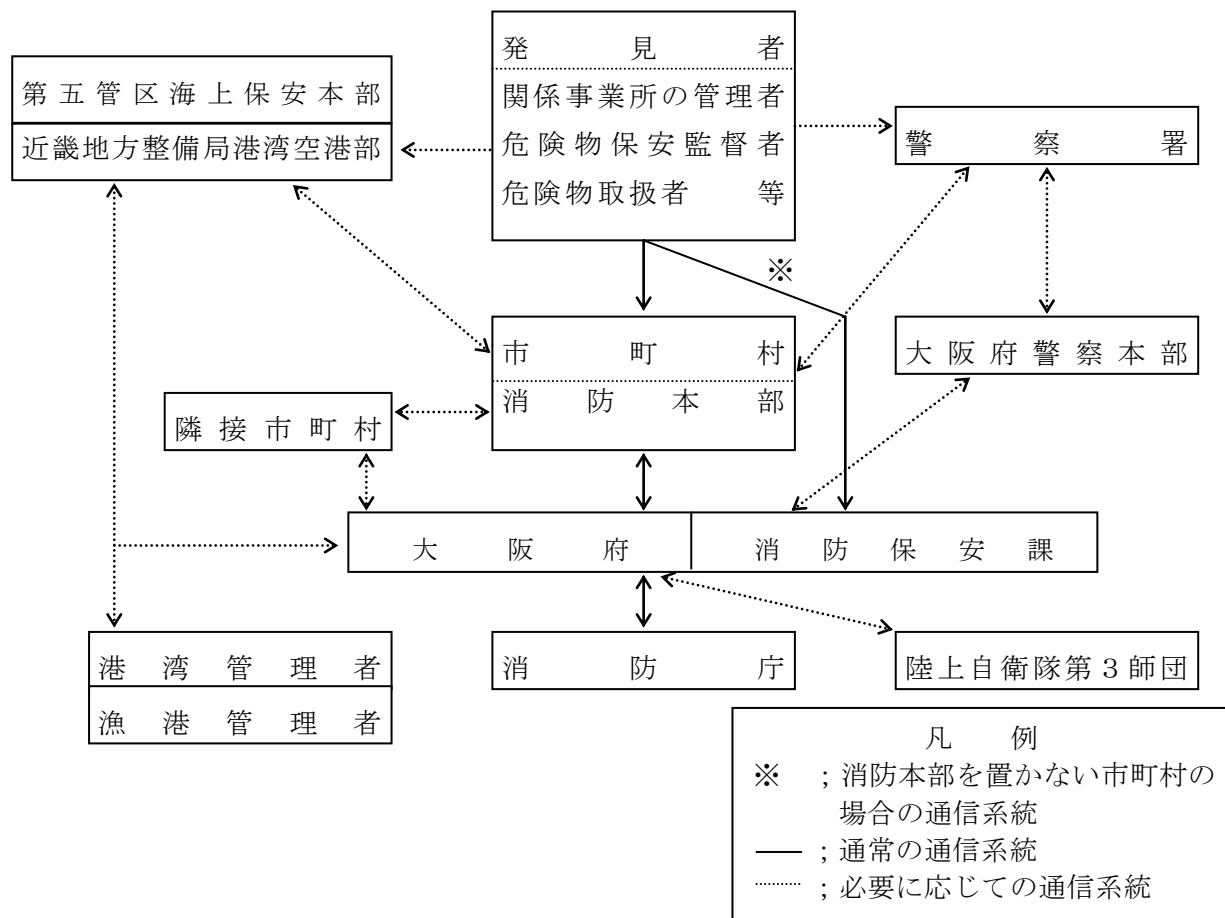 発見者
関係事業所の管理者
危険物保安監督者
危険物取扱者 等
第五管区海上保安本部
近畿地方整備局港湾空港部
警察署
※
市町村
消防本部
大阪府警察本部
隣接市町村
大阪府 消防保安課
港湾管理者
漁港管理者
消防庁
陸上自衛隊第3師団
凡 例
※ ;消防本部を置かない市町村の
場合の通信系統
;通常の通信系統
;必要に応じての通信系統